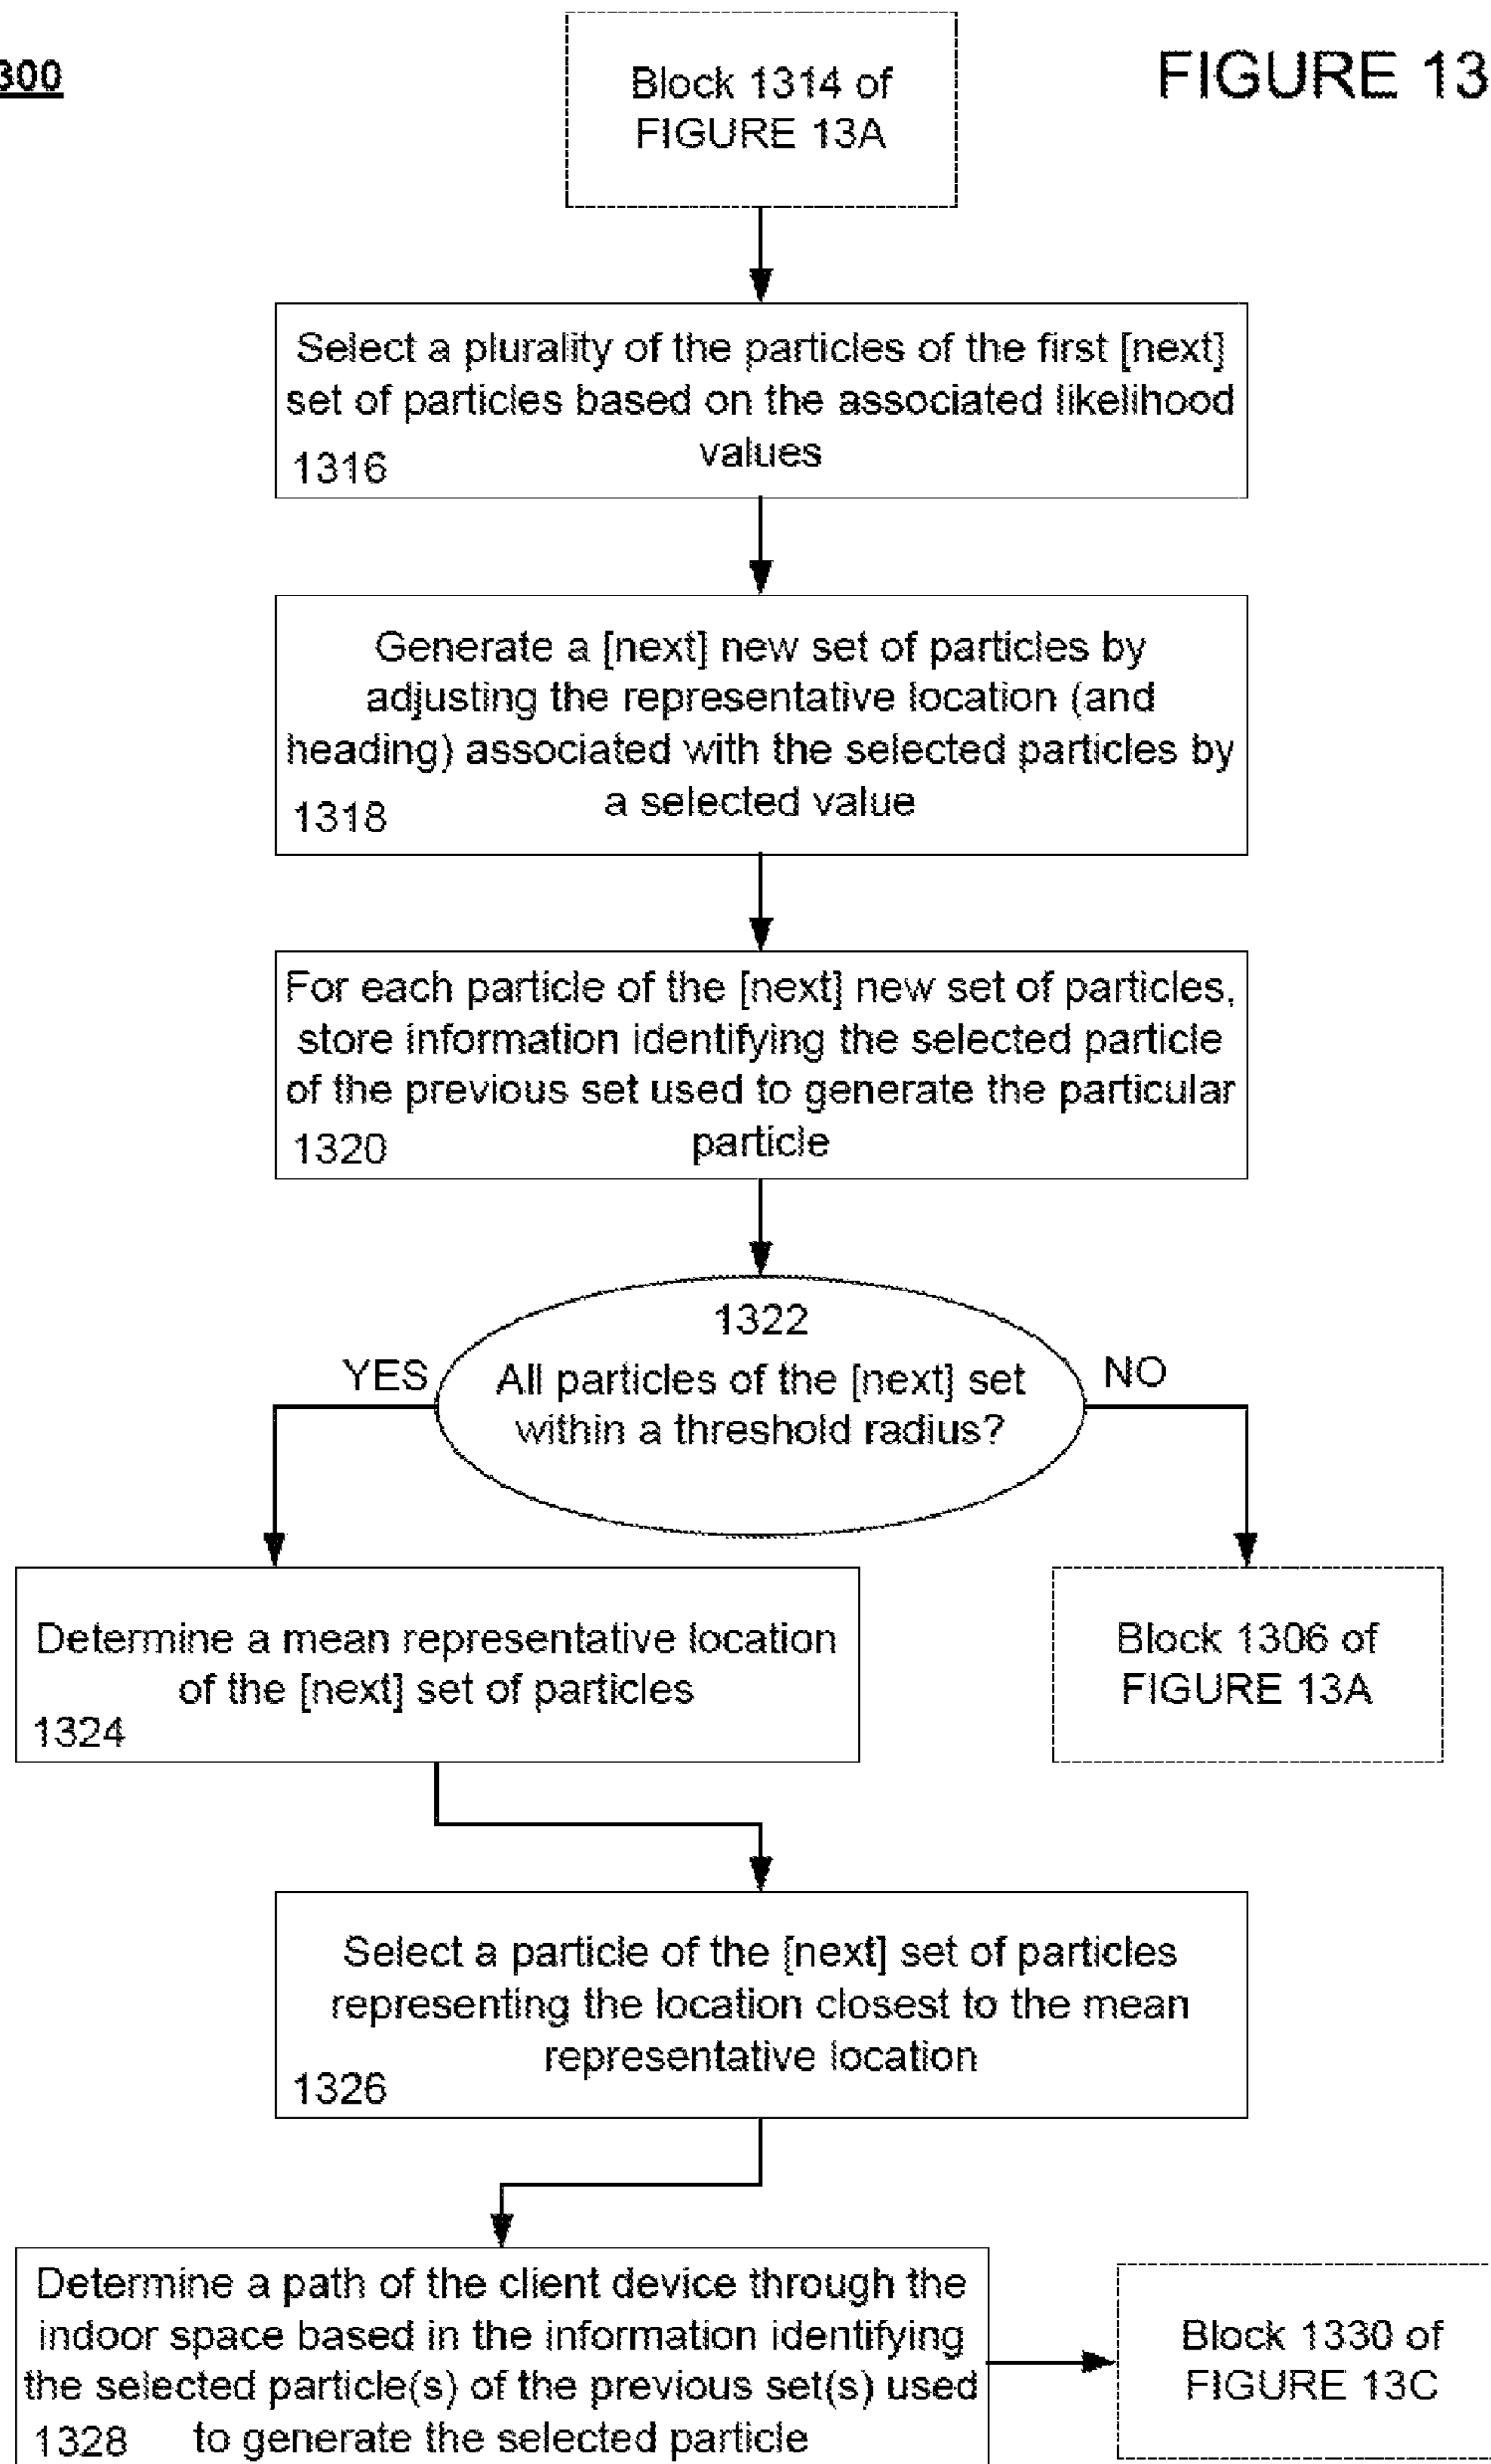 300
FIGURE 13
Block 1314 of
FIGURE 13A
Select a plurality of the particles of the first [next]
set of particles based on the associated likelihood
values
1316
Generate a [next] new set of particles by
adjusting the representative location (and
heading) associated with the selected particles by
a selected value
1318
For each particle of the [next] new set of particles,
store information identifying the selected particle
of the previous set used to generate the particular
particle
1320
1322
All particles of the [next] set
within a threshold radius?
YES
NO
Determine a mean representative location
of the [next] set of particles
1324
Block 1306 of
FIGURE 13A
Select a particle of the [next] set of particles
representing the location closest to the mean
representative location
1326
Determine a path of the client device through the
indoor space based in the information identifying
the selected particle(s) of the previous set(s) used
1328 to generate the selected particle
Block 1330 of
FIGURE 13C